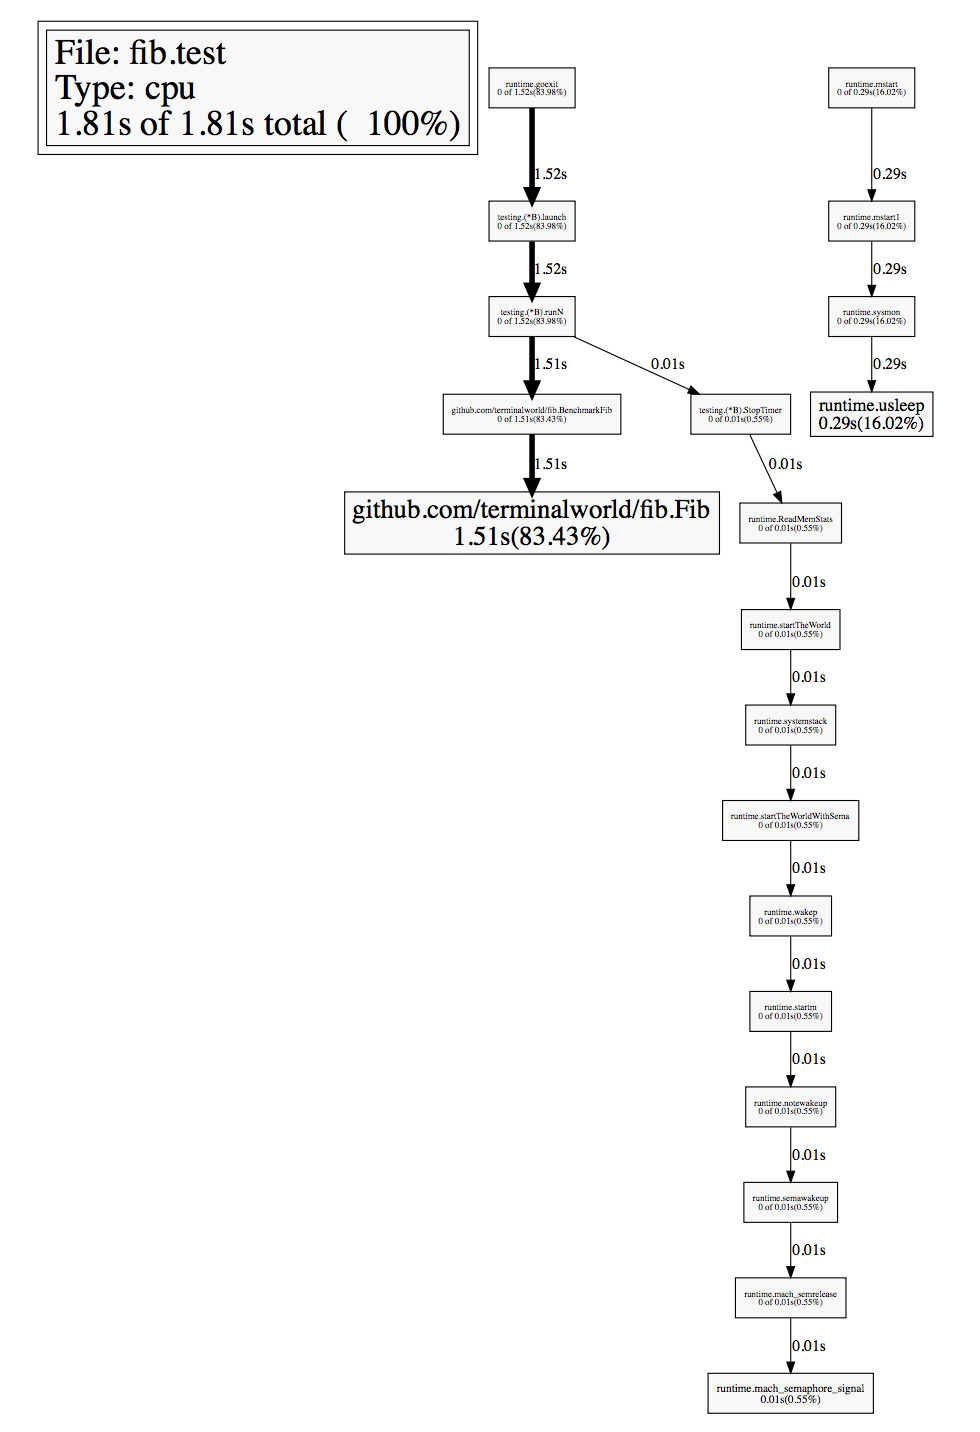 File: fib.test
Type: cpu
1.81s of 1.81s total (  100%)
runtime.goexit
0 of 1.52s(83.98%)
runtime.mstart
0 of 0.29s(16.02%)
1.52s
0.29s
testing.(*B).launch
0 of 1.52s(83.98%)
runtime.mstart1
0 of 0.29s(16.02%)
1.52s
0.29s
testing.(*B).runN
0 of 1.52s(83.98%)
runtime.sysmon
0 of 0.29s(16.02%)
1.51s
0.01s
0.29s
github.com/terminalworld/fib.BenchmarkFib
0 of 1.51s(83.43%)
testing.(*B).StopTimer
0 of 0.01s(0.55%)
runtime.usleep
0.29s(16.02%)
1.51s
0.01s
github.com/terminalworld/fib.Fib
1.51s(83.43%)
runtime.ReadMemStats
0 of 0.01s(0.55%)
0.01s
runtime.startTheWorld
0 of 0.01s(0.55%)
0.01s
runtime.systemstack
0 of 0.01s(0.55%)
0.01s
runtime.startTheWorldWithSema
0 of 0.01s(0.55%)
0.01s
runtime.wakep
0 of 0.01s(0.55%)
0.01s
runtime.startm
0 of 0.01s(0.55%)
0.01s
runtime.notewakeup
0 of 0.01s(0.55%)
0.01s
runtime.semawakeup
0 of 0.01s(0.55%)
0.01s
runtime.mach_semrelease
0 of 0.01s(0.55%)
0.01s
runtime.mach_semaphore_signal
0.01s(0.55%)